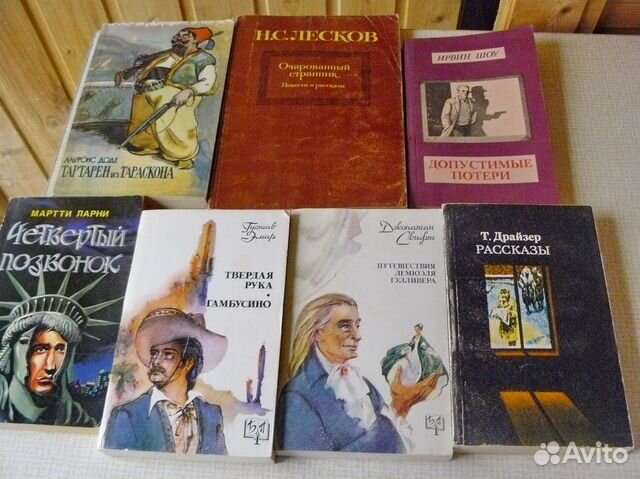 АЛЬФОНС ДОДЕ
ТАРТАРЕН ИЗ ТАРАСКОНА
Н.С.ЛЕСКОВ
Очарованный
странник
Повести и рассказы
ИРВИН ШОУ
ДОПУСТИМЫЕ
ПОТЕРИ
МАРТТИ ЛАРНИ
ЧЕТВЕРТЫЙ
ПОЗВОНОК
Густав
Эмар
ТВЕРДАЯ
РУКА
•
ГАМБУСИНО
Джонатан
Свифт
ПУТЕШЕСТВИЯ
ЛЕМЮЭЛЯ
ГУЛЛИВЕРА
Т. Драйзер
РАССКАЗЫ
Avito